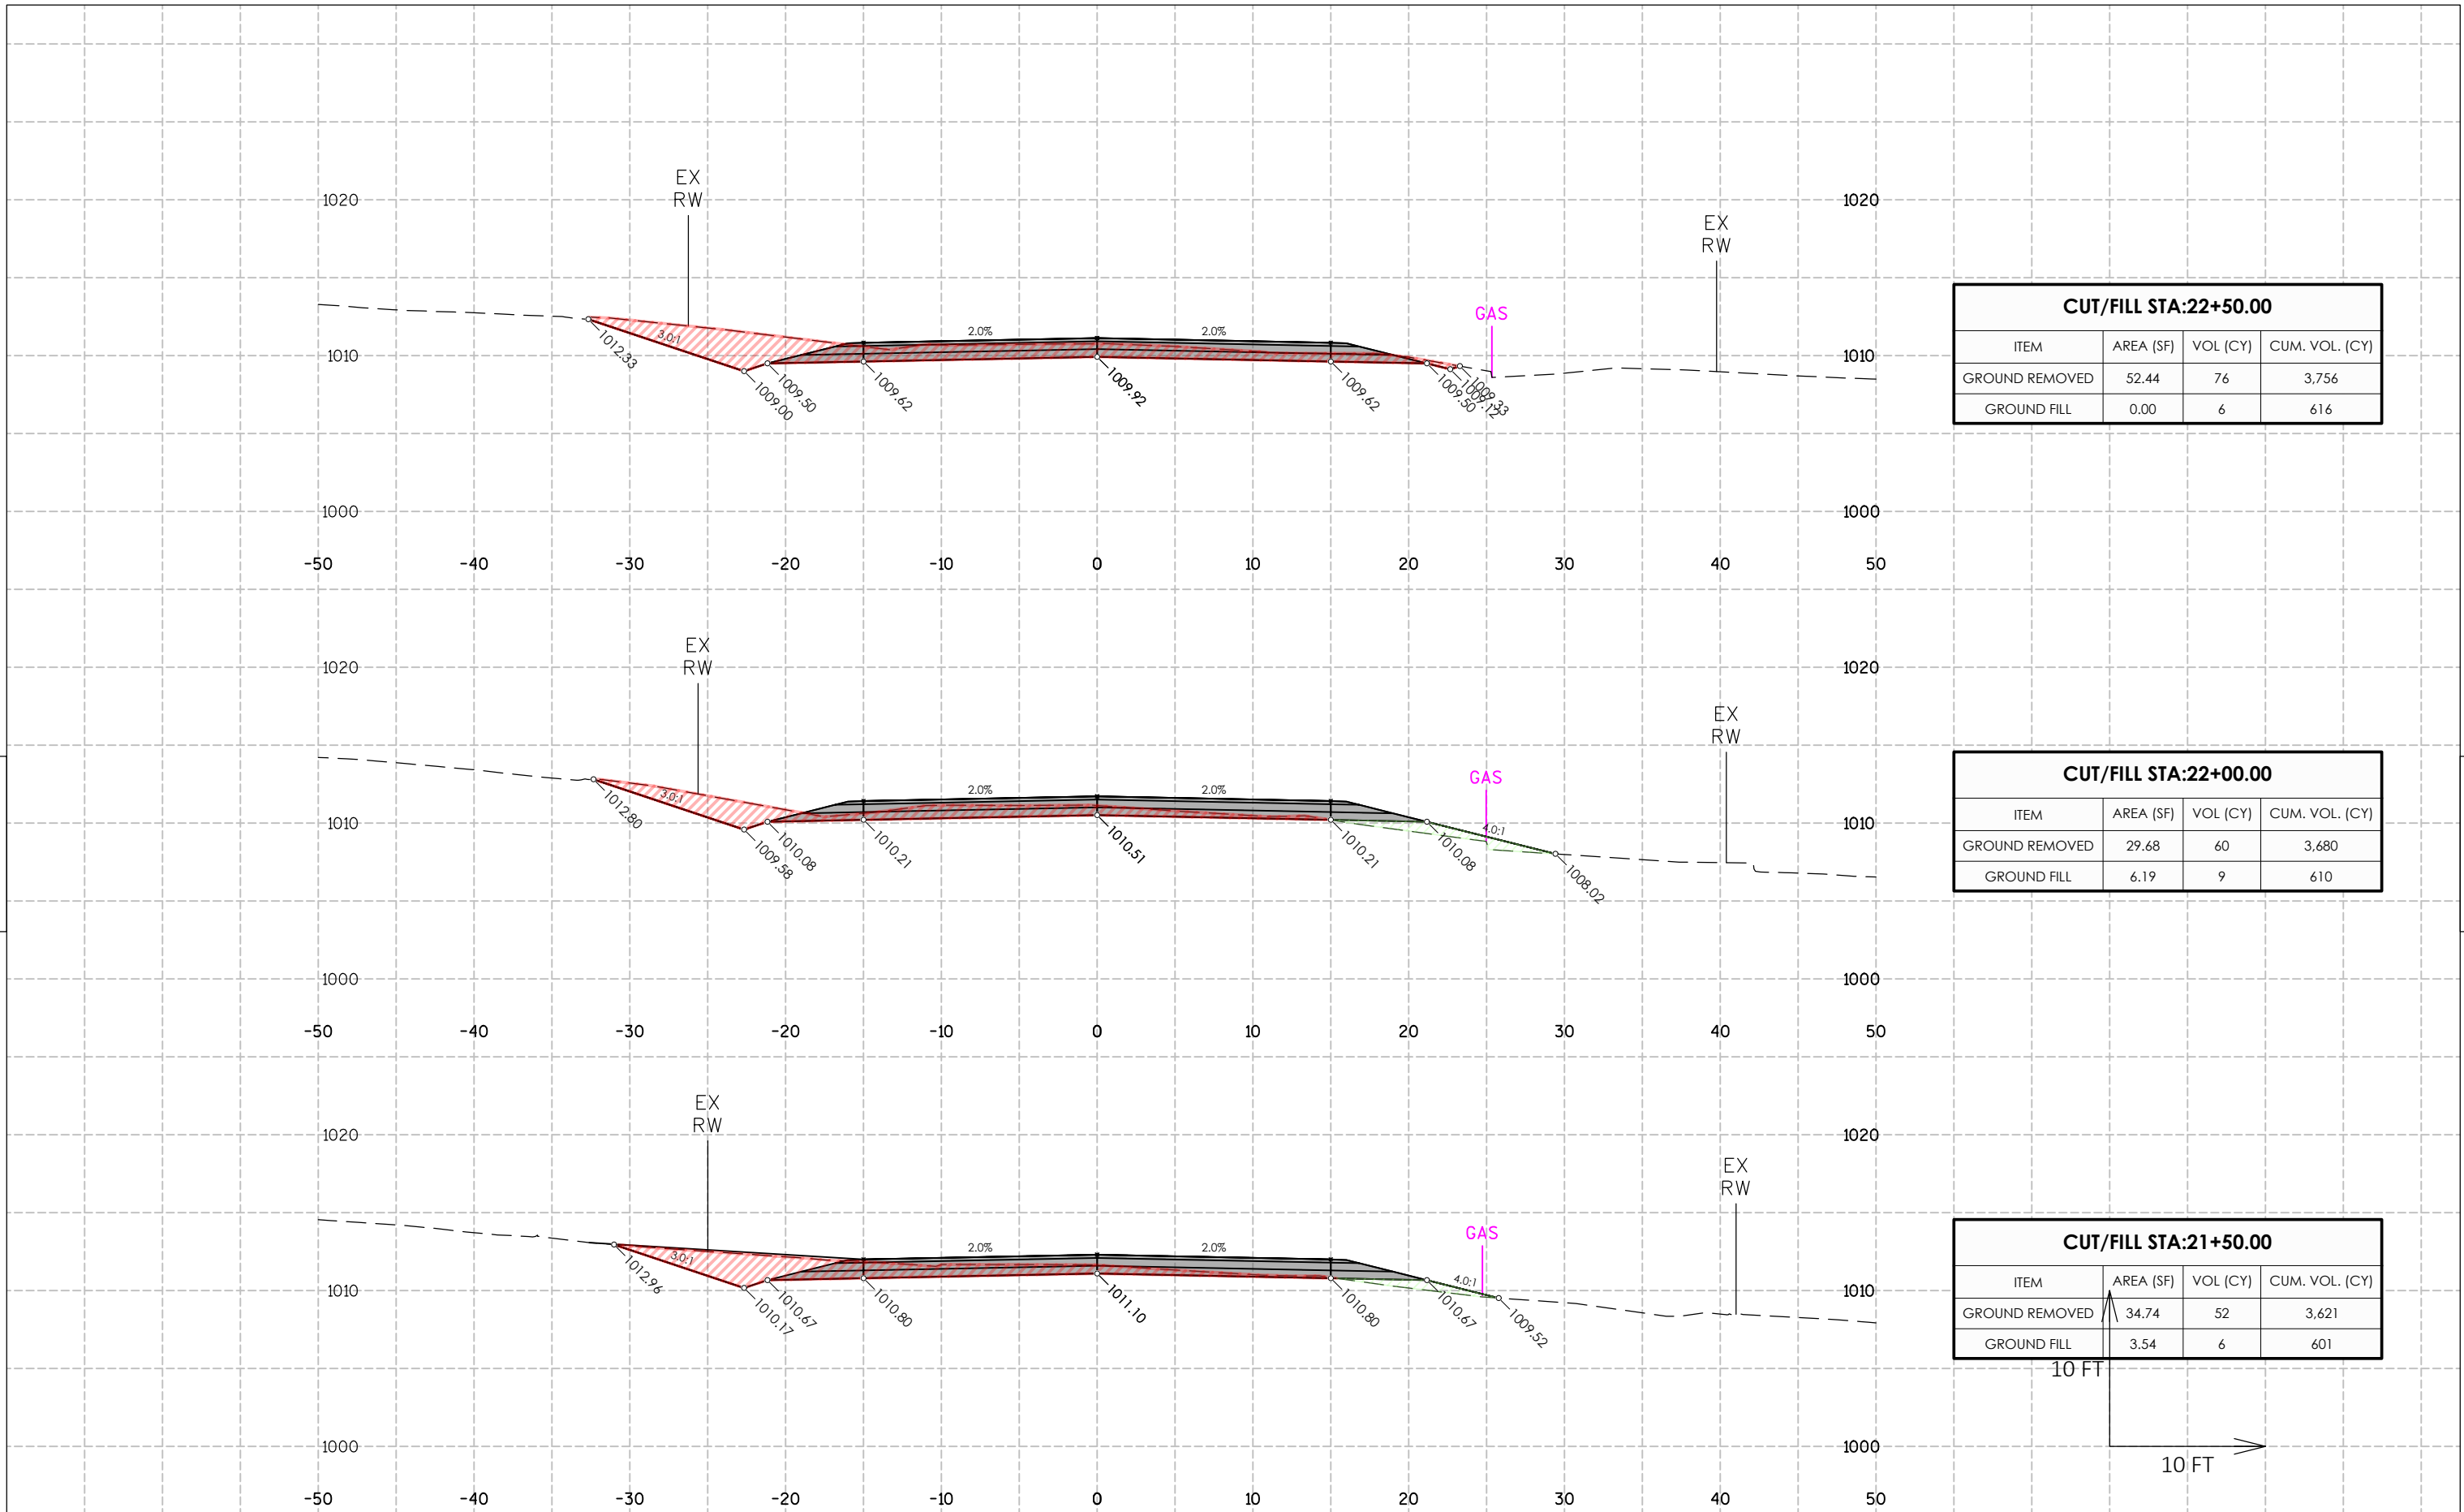 1020
EX
RW
1020
EX
RW
GAS
2.0%
2.0%
3.0:1
1010
1010
1012.33
1009.00
1009.50
1009.62
1009.92
1009.62
1009.50
1009.12
1009.33
CUT/FILL STA:22+50.00
ITEM AREA (SF) VOL (CY) CUM. VOL. (CY)
GROUND REMOVED 52.44 76 3,756
GROUND FILL 0.00 6 616
1000
1000
-50 -40 -30 -20 -10 0 10 20 30 40 50
EX
RW
1020
1020
EX
RW
GAS
2.0%
2.0%
3.0:1
4.0:1
1010
1010
1012.80
1009.58
1010.08
1010.21
1010.51
1010.21
1010.08
1008.02
CUT/FILL STA:22+00.00
ITEM AREA (SF) VOL (CY) CUM. VOL. (CY)
GROUND REMOVED 29.68 60 3,680
GROUND FILL 6.19 9 610
1000
1000
-50 -40 -30 -20 -10 0 10 20 30 40 50
EX
RW
1020
1020
EX
RW
GAS
2.0%
2.0%
3.0:1
4.0:1
1010
1010
1012.96
1010.17
1010.67
1010.80
1011.10
1010.80
1010.67
1009.52
CUT/FILL STA:21+50.00
ITEM AREA (SF) VOL (CY) CUM. VOL. (CY)
GROUND REMOVED 34.74 52 3,621
GROUND FILL 3.54 6 601
10 FT
10 FT
1000
1000
-50 -40 -30 -20 -10 0 10 20 30 40 50